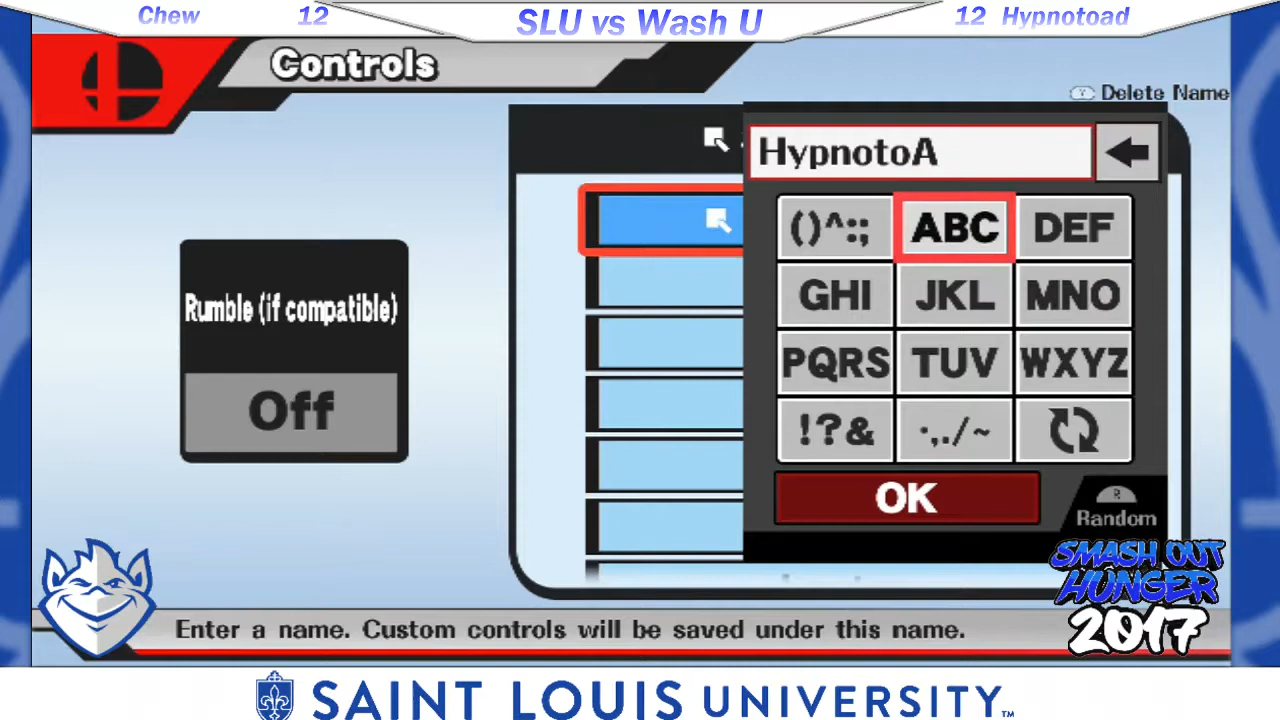 Chew 12 SLU vs Wash U 12 Hypnotoad
Controls
Y Delete Name
HypnotoA
()^:; ABC DEF
GHI JKL MNO
PQRS TUV WXYZ
!?& ·,./~
OK
R
Random
Rumble (if compatible)
Off
SMASH OUT
HUNGER
2017
Enter a name. Custom controls will be saved under this name.
SAINT LOUIS UNIVERSITY™